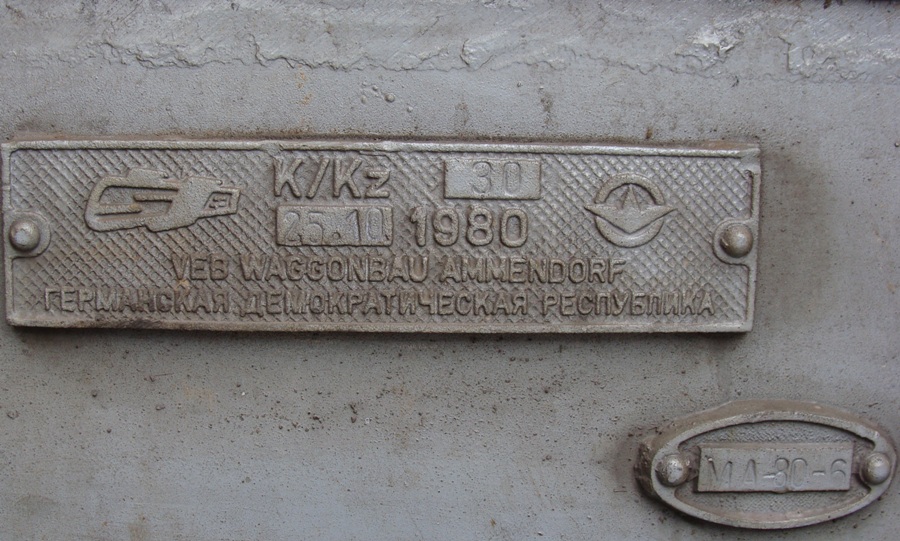 K/Kz 30
25.10 1980
VEB WAGGONBAU AMMENDORF
ГЕРМАНСКАЯ ДЕМОКРАТИЧЕСКАЯ РЕСПУБЛИКА
МА-80-6